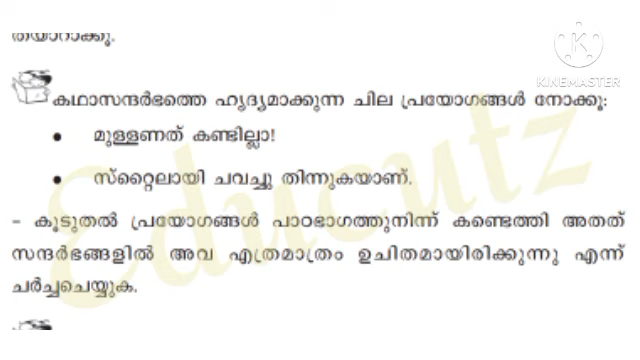 തയാറാക്കൂ.
KINEMASTER
കഥാസന്ദർഭത്തെ ഹൃദ്യമാക്കുന്ന ചില പ്രയോഗങ്ങൾ നോക്കൂ:
• മുള്ളണത് കണ്ടില്ലാ!
• സ്റ്റൈലായി ചവച്ചു തിന്നുകയാണ്.
– കൂടുതൽ പ്രയോഗങ്ങൾ പാഠഭാഗത്തുനിന്ന് കണ്ടെത്തി അതത്
സന്ദർഭങ്ങളിൽ അവ എത്രമാത്രം ഉചിതമായിരിക്കുന്നു എന്ന്
ചർച്ചചെയ്യുക.
Educutz